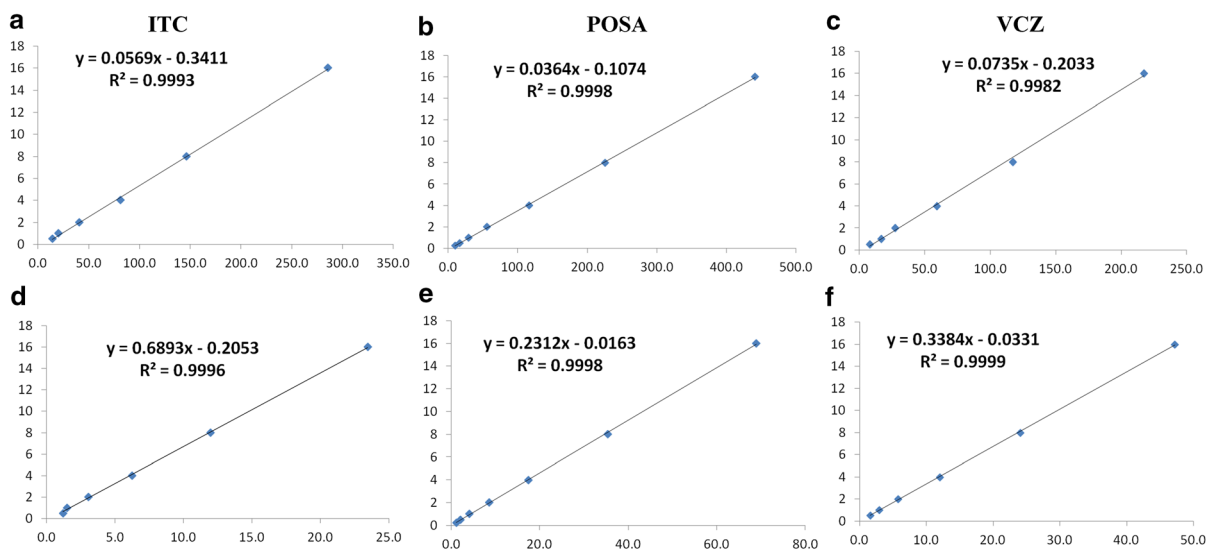 a ITC
y = 0.0569x - 0.3411
R² = 0.9993
18
16
14
12
10
8
6
4
2
0
0.0 50.0 100.0 150.0 200.0 250.0 300.0 350.0
b POSA
y = 0.0364x - 0.1074
R² = 0.9998
18
16
14
12
10
8
6
4
2
0
0.0 100.0 200.0 300.0 400.0 500.0
c VCZ
y = 0.0735x - 0.2033
R² = 0.9982
18
16
14
12
10
8
6
4
2
0
0.0 50.0 100.0 150.0 200.0 250.0
d
y = 0.6893x - 0.2053
R² = 0.9996
18
16
14
12
10
8
6
4
2
0
0.0 5.0 10.0 15.0 20.0 25.0
e
y = 0.2312x - 0.0163
R² = 0.9998
18
16
14
12
10
8
6
4
2
0
0.0 20.0 40.0 60.0 80.0
f
y = 0.3384x - 0.0331
R² = 0.9999
18
16
14
12
10
8
6
4
2
0
0.0 10.0 20.0 30.0 40.0 50.0